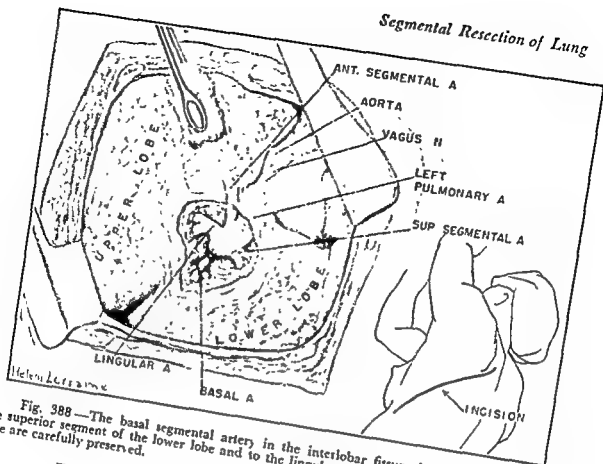 Segmental Resection of Lung
ANT. SEGMENTAL A
AORTA
VAGUS N
LEFT
PULMONARY A
SUP SEGMENTAL A
UPPER LOBE
LOWER LOBE
LINGULAR A
BASAL A
INCISION
Helen Lorraine
Fig. 388—The basal segmental artery in the interlobar
superior segment of the lower lobe and to the
are carefully preserved.